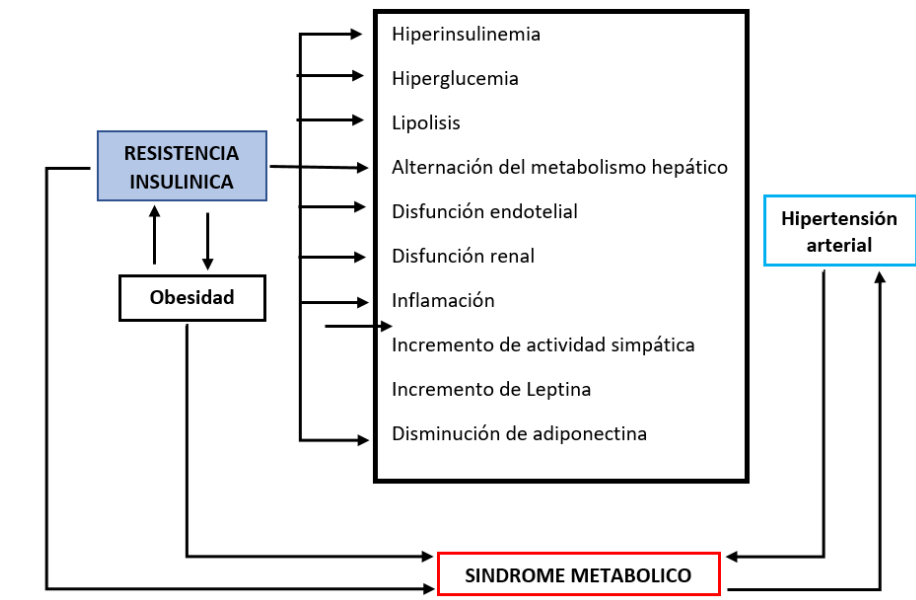 RESISTENCIA
INSULINICA
Obesidad
Hiperinsulinemia
Hiperglucemia
Lipolisis
Alternación del metabolismo hepático
Disfunción endotelial
Disfunción renal
Inflamación
Incremento de actividad simpática
Incremento de Leptina
Disminución de adiponectina
Hipertensión
arterial
SINDROME METABOLICO